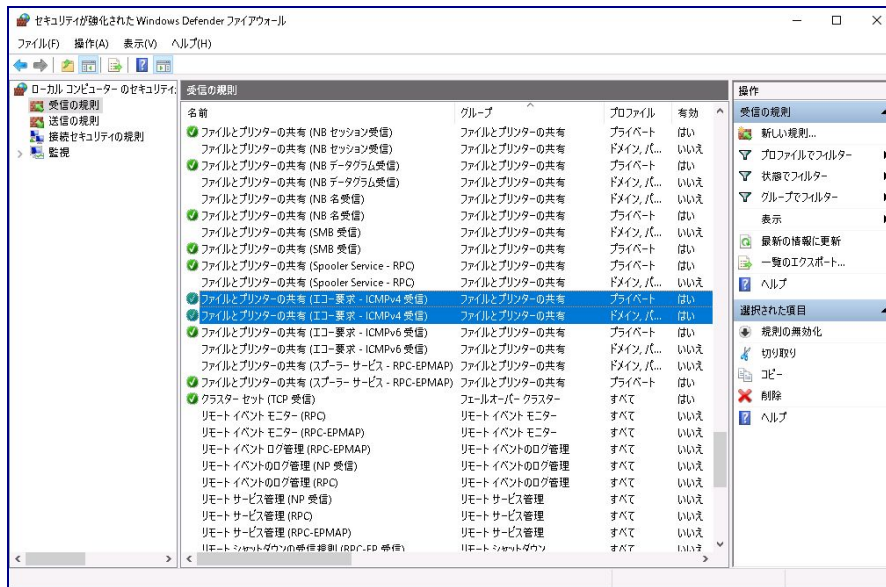 セキュリティが強化された Windows Defender ファイアウォール
ファイル(F) 操作(A) 表示(V) ヘルプ(H)
ローカル コンピューター のセキュリティ
受信の規則
送信の規則
接続セキュリティの規則
監視
受信の規則
名前 グループ プロファイル 有効
ファイルとプリンターの共有 (NB セッション受信) ファイルとプリンターの共有 プライベート はい
ファイルとプリンターの共有 (NB セッション受信) ファイルとプリンターの共有 ドメイン, パ... いいえ
ファイルとプリンターの共有 (NB データグラム受信) ファイルとプリンターの共有 プライベート はい
ファイルとプリンターの共有 (NB データグラム受信) ファイルとプリンターの共有 ドメイン, パ... いいえ
ファイルとプリンターの共有 (NB 名受信) ファイルとプリンターの共有 ドメイン, パ... いいえ
ファイルとプリンターの共有 (NB 名受信) ファイルとプリンターの共有 プライベート はい
ファイルとプリンターの共有 (SMB 受信) ファイルとプリンターの共有 ドメイン, パ... いいえ
ファイルとプリンターの共有 (SMB 受信) ファイルとプリンターの共有 プライベート はい
ファイルとプリンターの共有 (Spooler Service - RPC) ファイルとプリンターの共有 プライベート はい
ファイルとプリンターの共有 (Spooler Service - RPC) ファイルとプリンターの共有 ドメイン, パ... いいえ
ファイルとプリンターの共有 (エコー要求 - ICMPv4 受信) ファイルとプリンターの共有 プライベート はい
ファイルとプリンターの共有 (エコー要求 - ICMPv4 受信) ファイルとプリンターの共有 ドメイン, パ... はい
ファイルとプリンターの共有 (エコー要求 - ICMPv6 受信) ファイルとプリンターの共有 プライベート はい
ファイルとプリンターの共有 (エコー要求 - ICMPv6 受信) ファイルとプリンターの共有 ドメイン, パ... いいえ
ファイルとプリンターの共有 (スプーラー サービス - RPC-EPMAP) ファイルとプリンターの共有 ドメイン, パ... いいえ
ファイルとプリンターの共有 (スプーラー サービス - RPC-EPMAP) ファイルとプリンターの共有 プライベート はい
クラスター セット (TCP 受信) フェールオーバー クラスター すべて はい
リモート イベント モニター (RPC) リモート イベント モニター すべて いいえ
リモート イベント モニター (RPC-EPMAP) リモート イベント モニター すべて いいえ
リモート イベント ログ管理 (RPC-EPMAP) リモート イベントのログ管理 すべて いいえ
リモート イベントのログ管理 (NP 受信) リモート イベントのログ管理 すべて いいえ
リモート イベントのログ管理 (RPC) リモート イベントのログ管理 すべて いいえ
リモート サービス管理 (NP 受信) リモート サービス管理 すべて いいえ
リモート サービス管理 (RPC) リモート サービス管理 すべて いいえ
リモート サービス管理 (RPC-EPMAP) リモート サービス管理 すべて いいえ
リモート シャットダウンの受信規則 (RPC-EP 受信) リモート シャットダウン すべて いいえ
操作
受信の規則
新しい規則...
プロファイルでフィルター
状態でフィルター
グループでフィルター
表示
最新の情報に更新
一覧のエクスポート...
ヘルプ
選択された項目
規則の無効化
切り取り
コピー
削除
ヘルプ